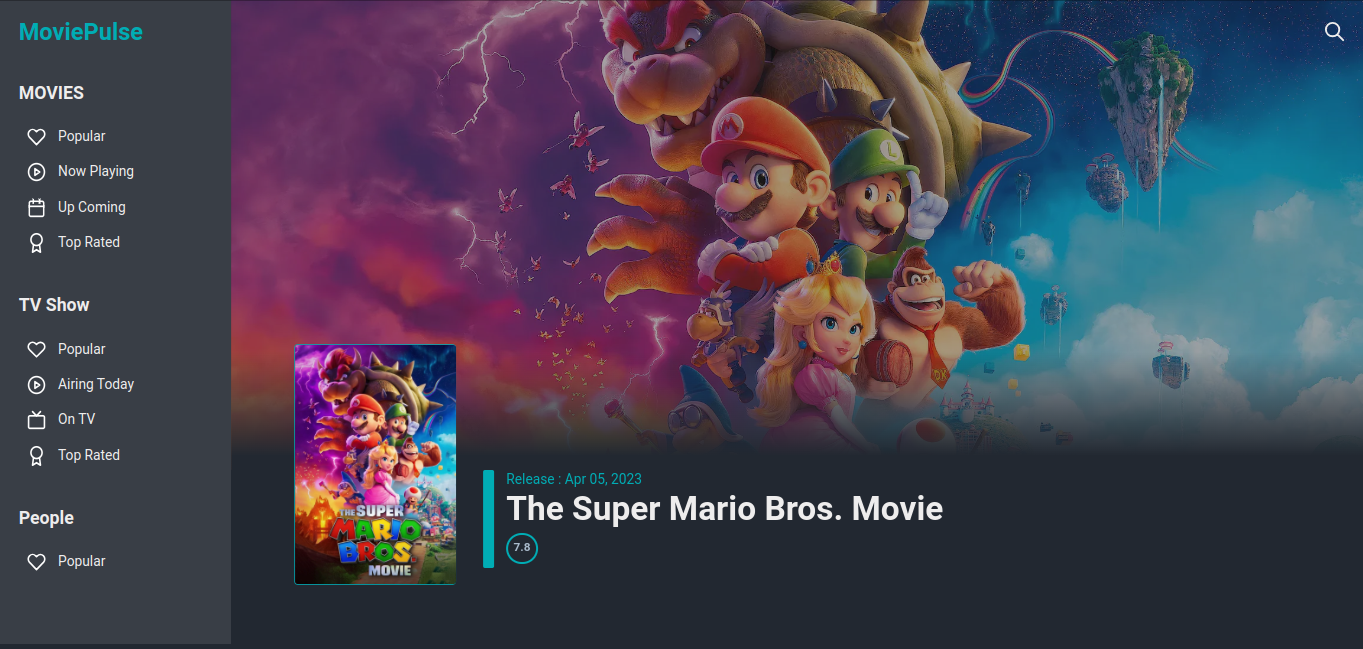 MoviePulse
MOVIES
Popular
Now Playing
Up Coming
Top Rated
TV Show
Popular
Airing Today
On TV
Top Rated
People
Popular
M
L
DK
THE SUPER
MARIO
BROS.
MOVIE
Release : Apr 05, 2023
The Super Mario Bros. Movie
7.8